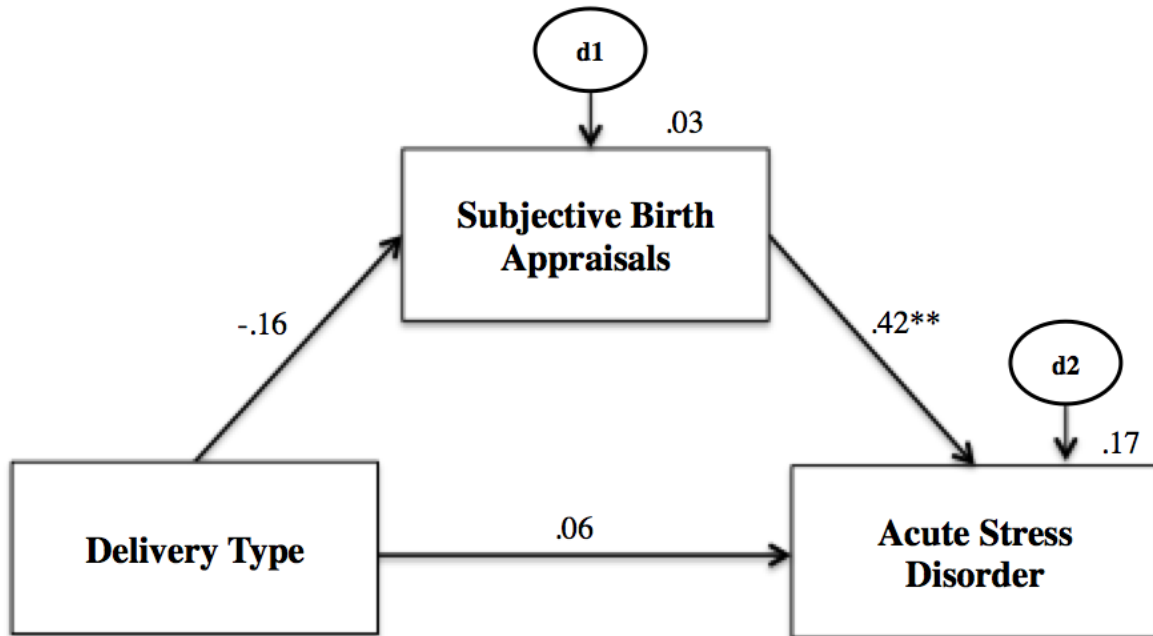 d1
.03
Subjective Birth
Appraisals
-.16
.42**
d2
.17
Delivery Type
.06
Acute Stress
Disorder